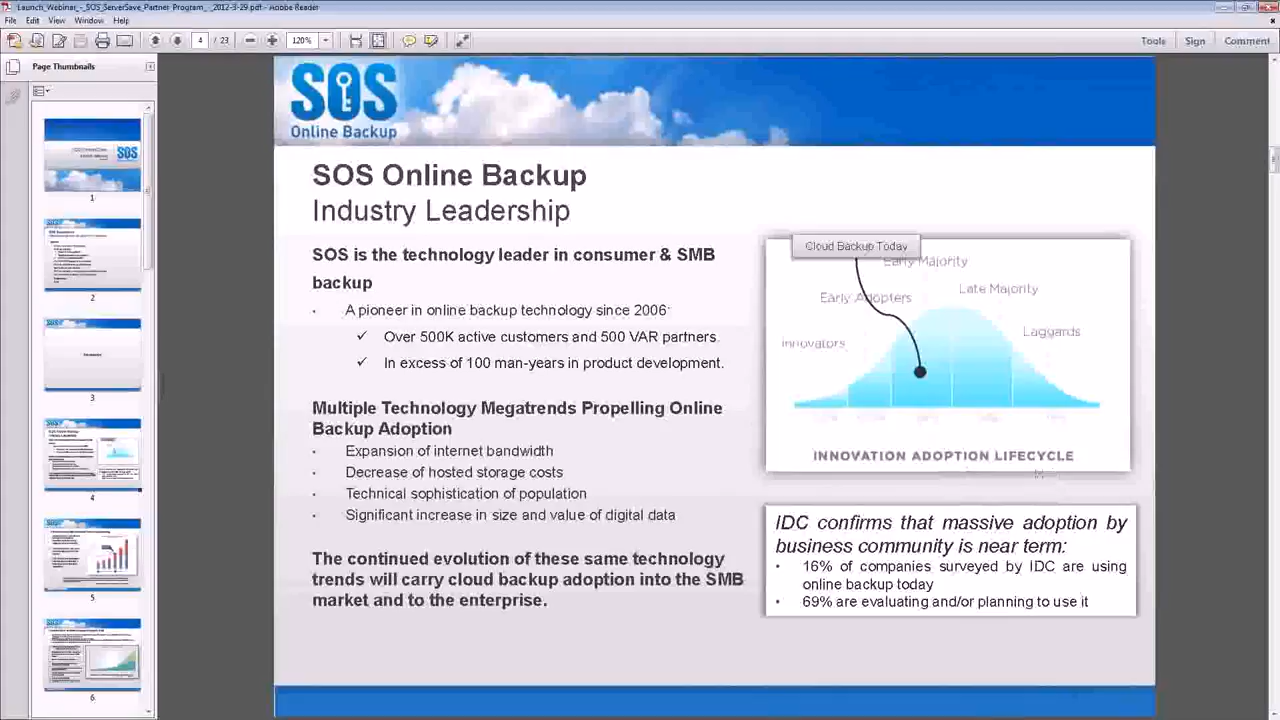 Launch_Webinar_-_SOS_ServerSave_Partner_Program_-_2012-3-29.pdf - Adobe Reader
File Edit View Window Help
4 / 23 120% Tools Sign Comment
Page Thumbnails
1
2
3
4
5
6
SOS
Online Backup
SOS Online Backup
Industry Leadership
SOS is the technology leader in consumer & SMB
backup
· A pioneer in online backup technology since 2006:
✓ Over 500K active customers and 500 VAR partners.
✓ In excess of 100 man-years in product development.
Multiple Technology Megatrends Propelling Online
Backup Adoption
· Expansion of internet bandwidth
· Decrease of hosted storage costs
· Technical sophistication of population
· Significant increase in size and value of digital data
The continued evolution of these same technology
trends will carry cloud backup adoption into the SMB
market and to the enterprise.
Cloud Backup Today
Early Majority
Late Majority
Early Adopters
Laggards
Innovators
INNOVATION ADOPTION LIFECYCLE
IDC confirms that massive adoption by
business community is near term:
· 16% of companies surveyed by IDC are using
online backup today
· 69% are evaluating and/or planning to use it